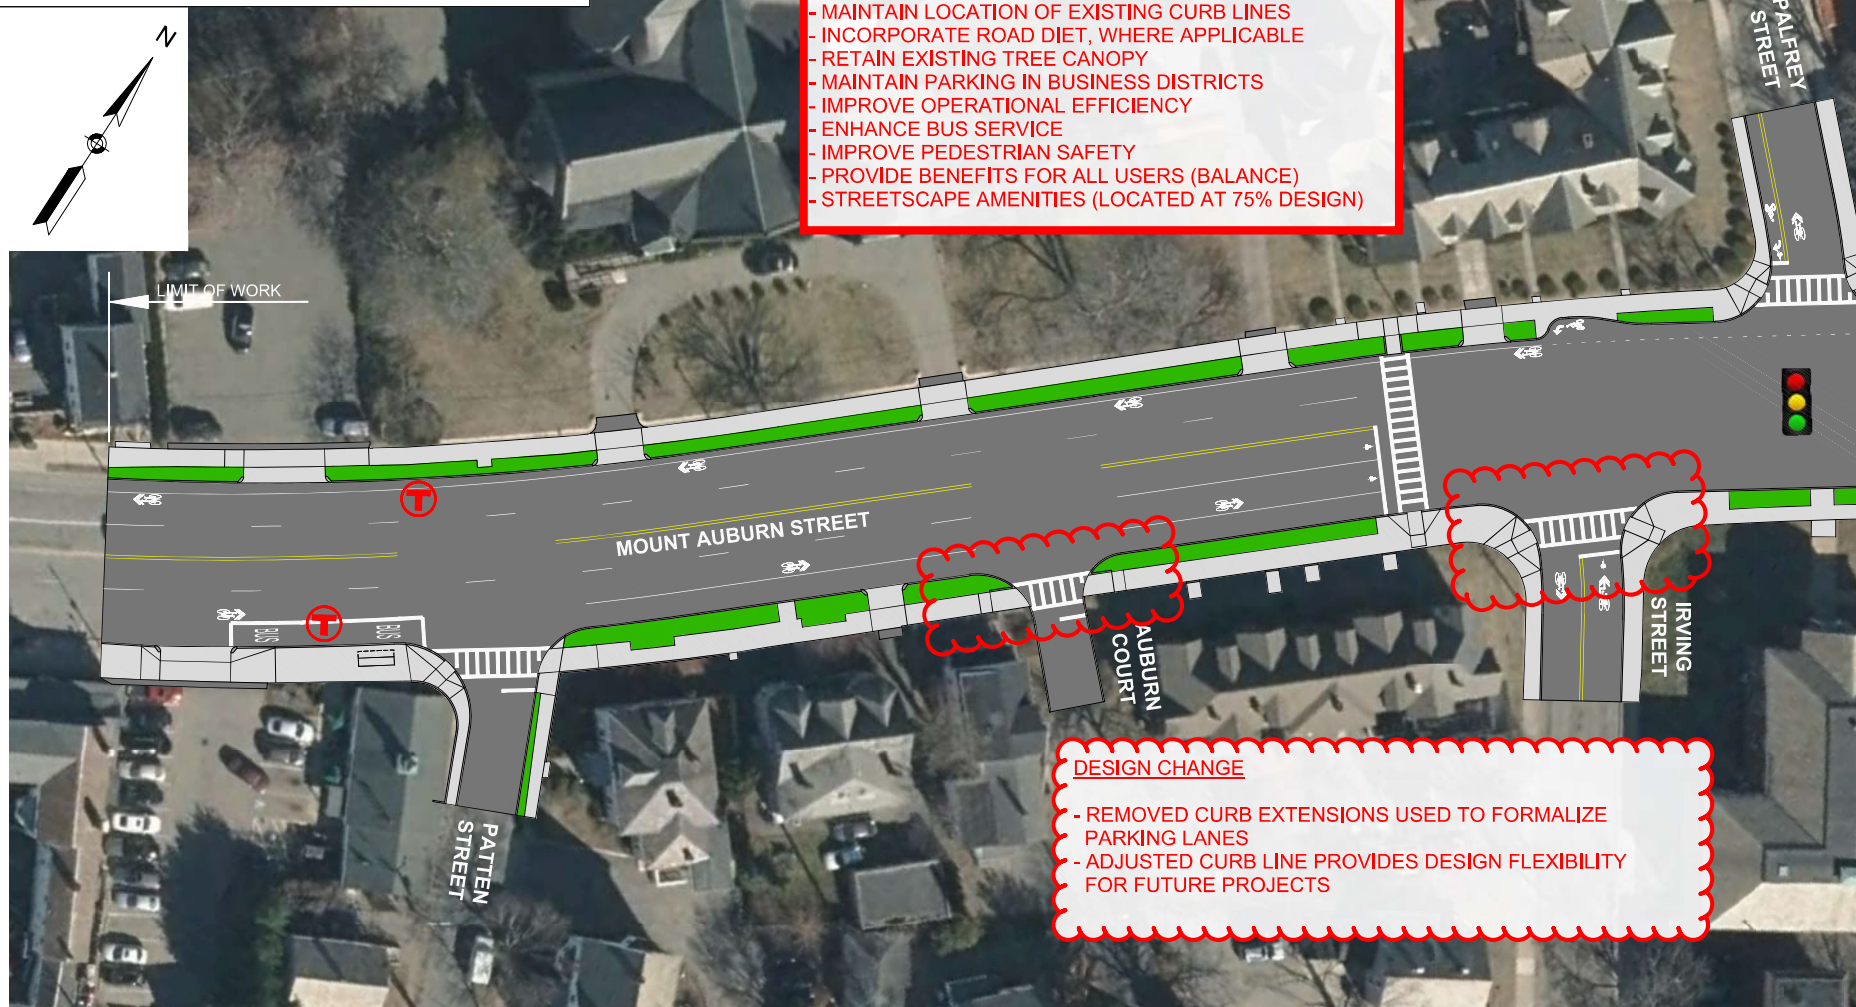 - MAINTAIN LOCATION OF EXISTING CURB LINES
- INCORPORATE ROAD DIET, WHERE APPLICABLE
- RETAIN EXISTING TREE CANOPY
- MAINTAIN PARKING IN BUSINESS DISTRICTS
- IMPROVE OPERATIONAL EFFICIENCY
- ENHANCE BUS SERVICE
- IMPROVE PEDESTRIAN SAFETY
- PROVIDE BENEFITS FOR ALL USERS (BALANCE)
- STREETSCAPE AMENITIES (LOCATED AT 75% DESIGN)
N
PALFREY
STREET
LIMIT OF WORK
T
MOUNT AUBURN STREET
T
BUS
BUS
AUBURN
COURT
IRVING
STREET
PATTEN
STREET
DESIGN CHANGE
- REMOVED CURB EXTENSIONS USED TO FORMALIZE
PARKING LANES
- ADJUSTED CURB LINE PROVIDES DESIGN FLEXIBILITY
FOR FUTURE PROJECTS